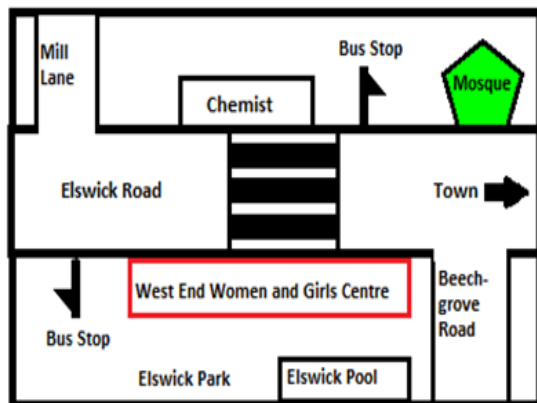 Mill
Lane
Bus Stop
Mosque
Chemist
Elswick Road
Town
West End Women and Girls Centre
Beech-
grove
Road
Bus Stop
Elswick Park
Elswick Pool